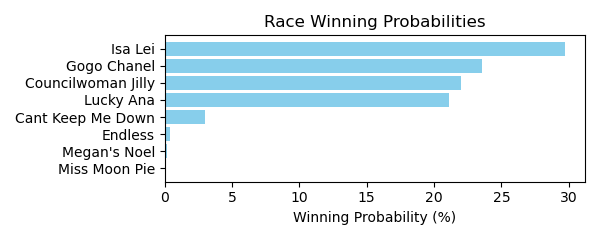 Race Winning Probabilities
Isa Lei
Gogo Chanel
Councilwoman Jilly
Lucky Ana
Cant Keep Me Down
Endless
Megan's Noel
Miss Moon Pie
0 5 10 15 20 25 30
Winning Probability (%)